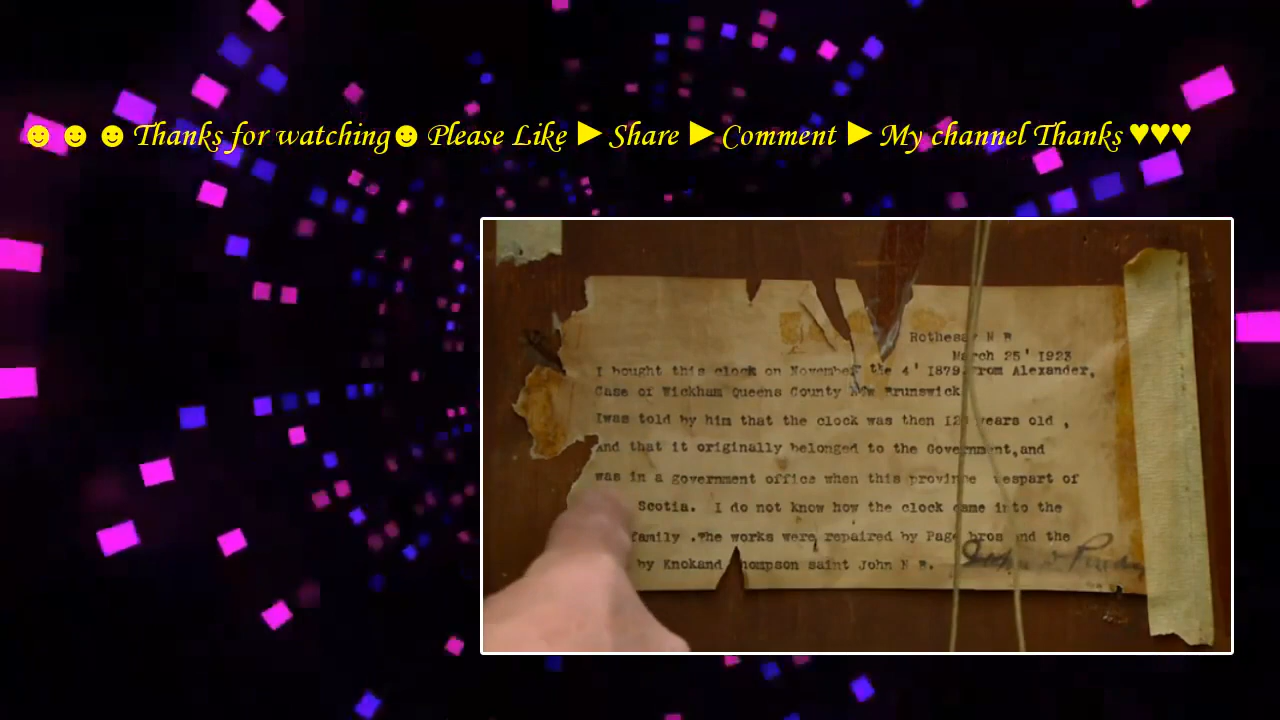 ☻ ☻ ☻ Thanks for watching☻ Please Like ► Share ► Comment ► My channel Thanks ♥♥♥
Rothesay N B
March 25' 1923
I bought this clock on November the 4' 1879. from Alexander,
Case of Wickham Queens County New Brunswick
Iwas told by him that the clock was then years old ,
And that it originally belonged to the Government,and
was in a government office when this province wespart of
Scotia. I do not know how the clock came into the
family .The works were repaired by Page bros and the
by Knokand hompson saint John N B.